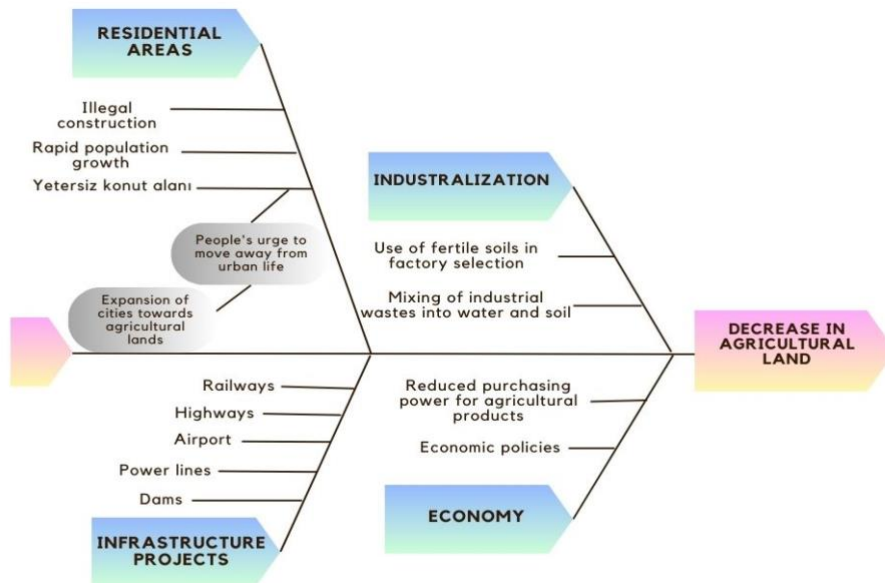 RESIDENTIAL
AREAS
Illegal
construction
Rapid population
growth
Yetersiz konut alanı
People's urge to
move away from
urban life
Expansion of
cities towards
agricultural
lands
INDUSTRALIZATION
Use of fertile soils in
factory selection
Mixing of industrial
wastes into water and soil
DECREASE IN
AGRICULTURAL
LAND
Railways
Highways
Airport
Power lines
Dams
INFRASTRUCTURE
PROJECTS
Reduced purchasing
power for agricultural
products
Economic policies
ECONOMY